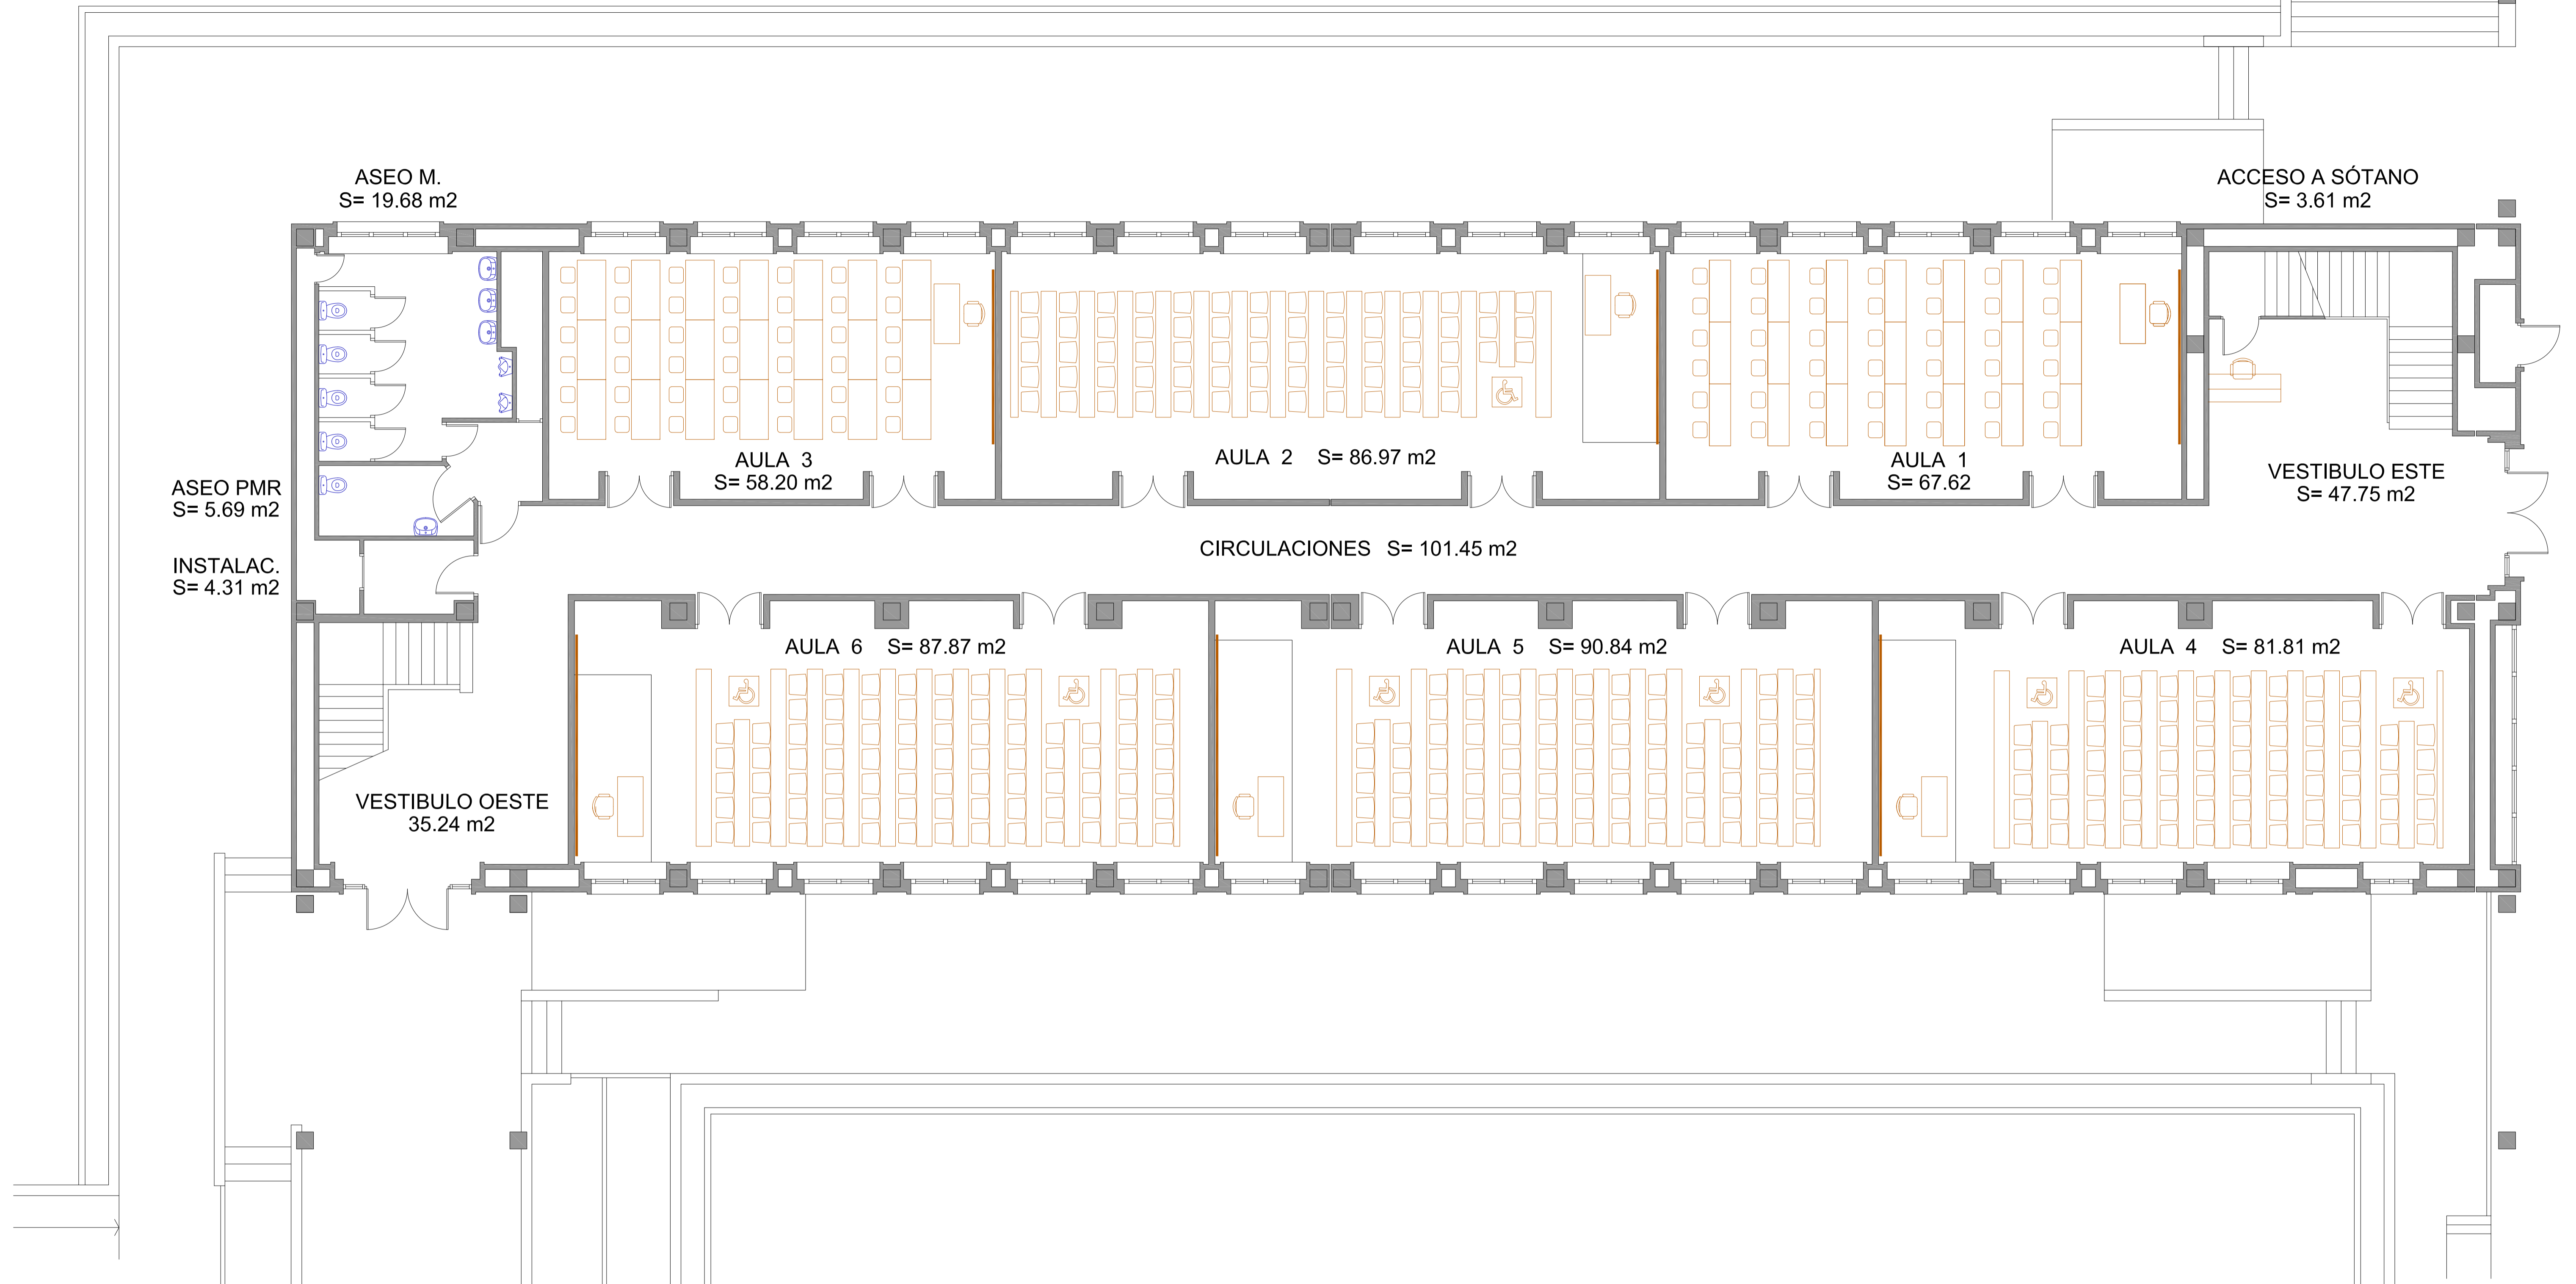 ASEO M.
S= 19.68 m2
ACCESO A SÓTANO
S= 3.61 m2
AULA 3
S= 58.20 m2
AULA 2 S= 86.97 m2
AULA 1
S= 67.62
VESTIBULO ESTE
S= 47.75 m2
ASEO PMR
S= 5.69 m2
CIRCULACIONES S= 101.45 m2
INSTALAC.
S= 4.31 m2
AULA 6 S= 87.87 m2
AULA 5 S= 90.84 m2
AULA 4 S= 81.81 m2
VESTIBULO OESTE
35.24 m2